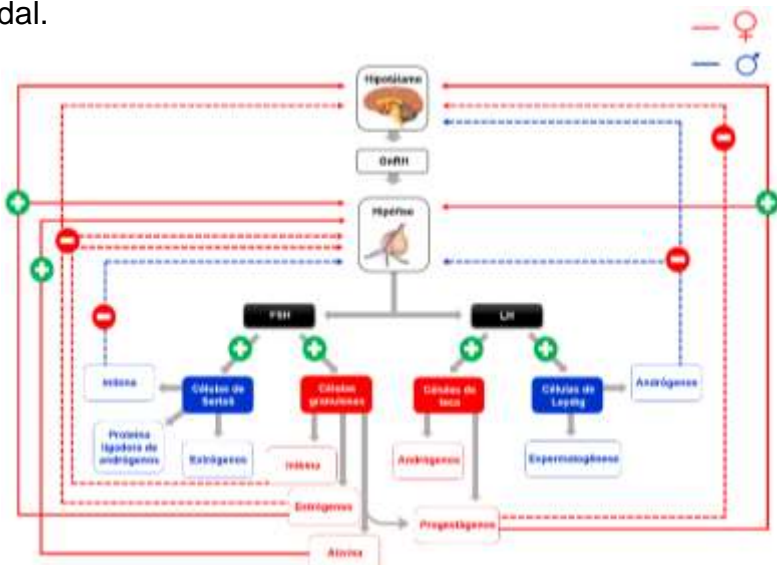 dal.
Hipotálamo
GnRH
Hipófise
FSH
LH
Inibina
Células de
Sertoli
Células
granulosas
Células da
teca
Células de
Leydig
Andrógenos
Proteína
ligadora de
andrógenos
Estrógenos
Inibina
Andrógenos
Espermatogênese
Estrógenos
Progestágenos
Ativina